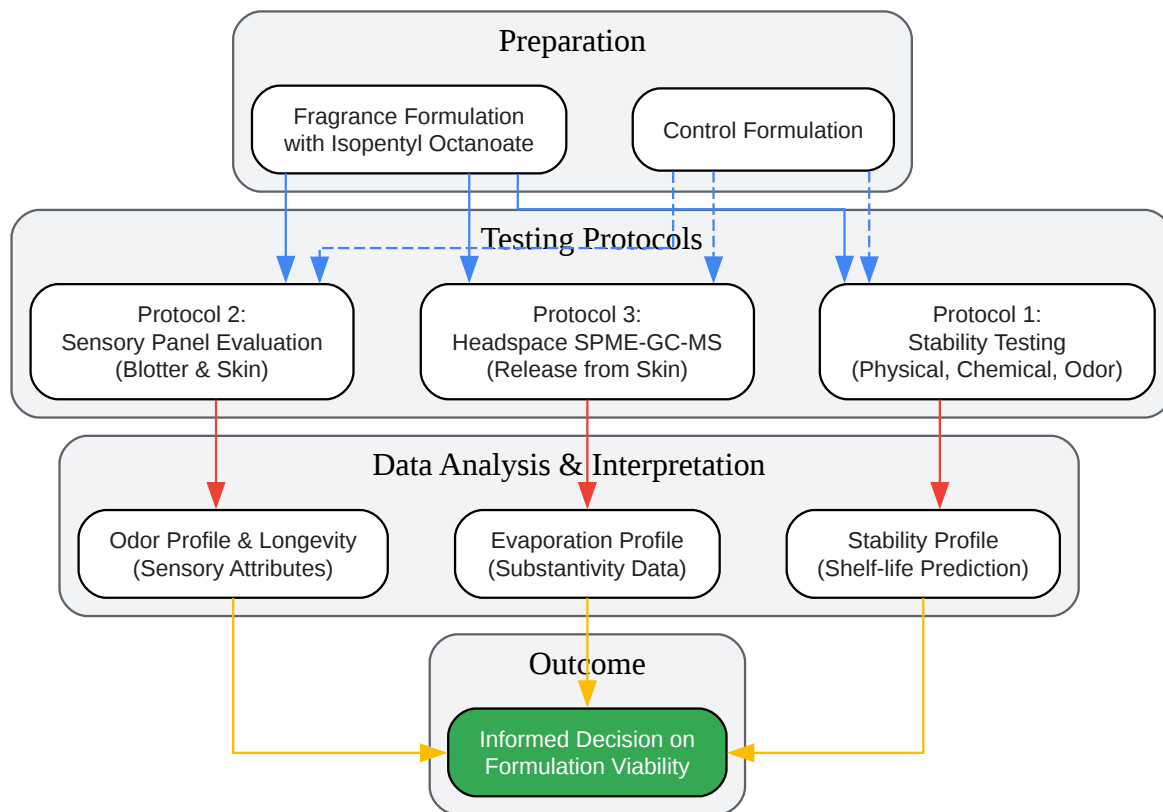 Preparation
Fragrance Formulation
with Isopentyl Octanoate
Control Formulation
Testing Protocols
Protocol 2:
Sensory Panel Evaluation
(Blotter & Skin)
Protocol 3:
Headspace SPME-GC-MS
(Release from Skin)
Protocol 1:
Stability Testing
(Physical, Chemical, Odor)
Data Analysis & Interpretation
Odor Profile & Longevity
(Sensory Attributes)
Evaporation Profile
(Substantivity Data)
Stability Profile
(Shelf-life Prediction)
Outcome
Informed Decision on
Formulation Viability